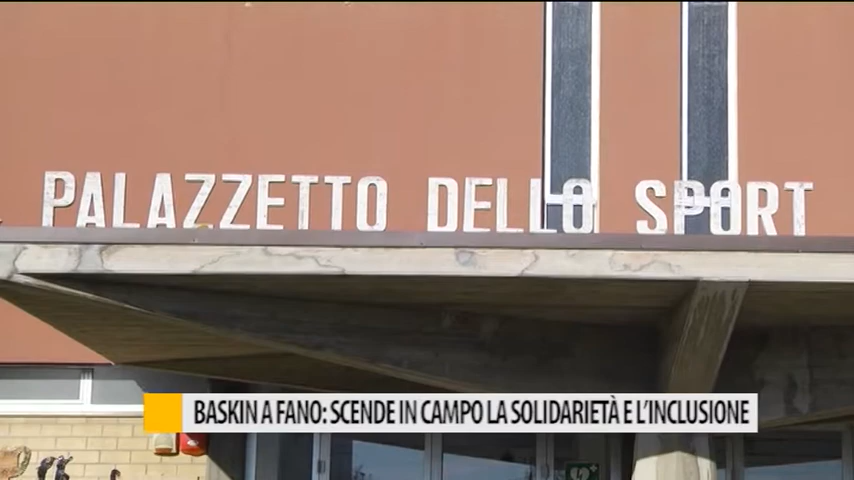 PALAZZETTO DELLO SPORT
BASKIN A FANO: SCENDE IN CAMPO LA SOLIDARIETÀ E L'INCLUSIONE